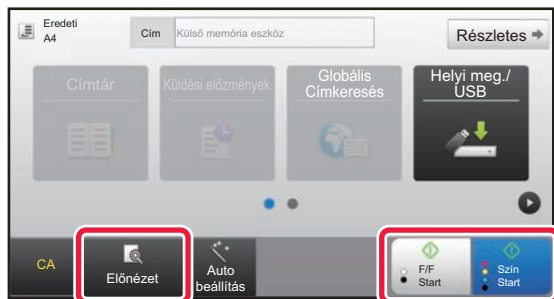 Eredeti
A4
Cím
Külső memória eszköz
Részletes
Címtár
Küldési előzmények
Globális
Címkeresés
Helyi meg./
USB
CA
Előnézet
Auto
beállítás
F/F
Start
Szín
Start